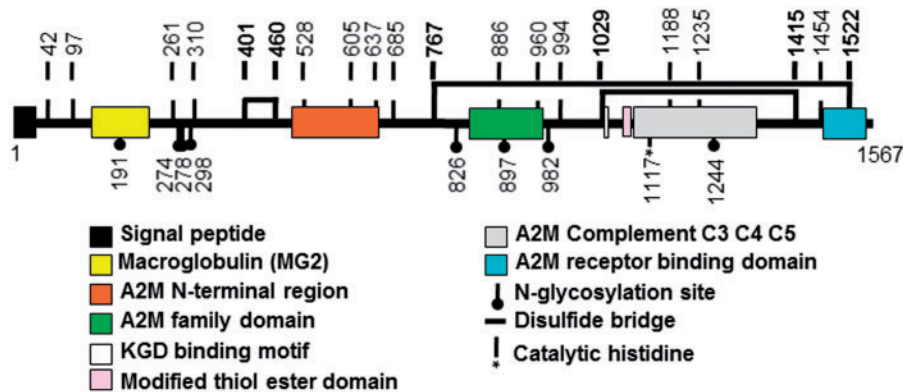 42 97 261 310 401 460 528 605 637 685 767 886 960 994 1029 1188 1235 1415 1454 1522
1 1567
191 274 278 298 826 897 982 1117* 1244
Signal peptide
Macroglobulin (MG2)
A2M N-terminal region
A2M family domain
KGD binding motif
Modified thiol ester domain
A2M Complement C3 C4 C5
A2M receptor binding domain
N-glycosylation site
Disulfide bridge
* Catalytic histidine